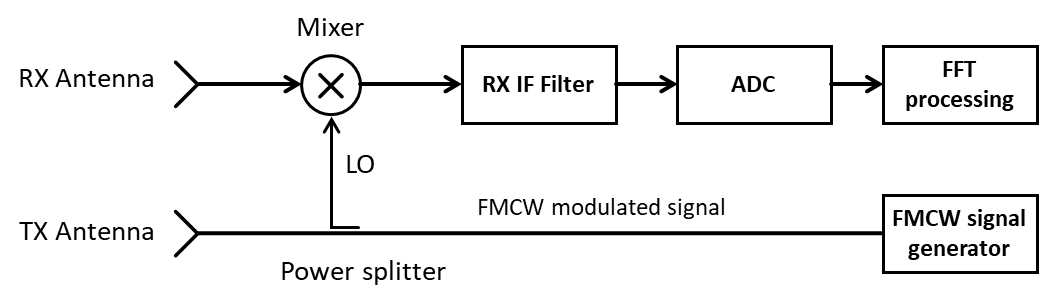 Mixer
RX Antenna
RX IF Filter
ADC
FFT
processing
LO
FMCW modulated signal
TX Antenna
FMCW signal
generator
Power splitter